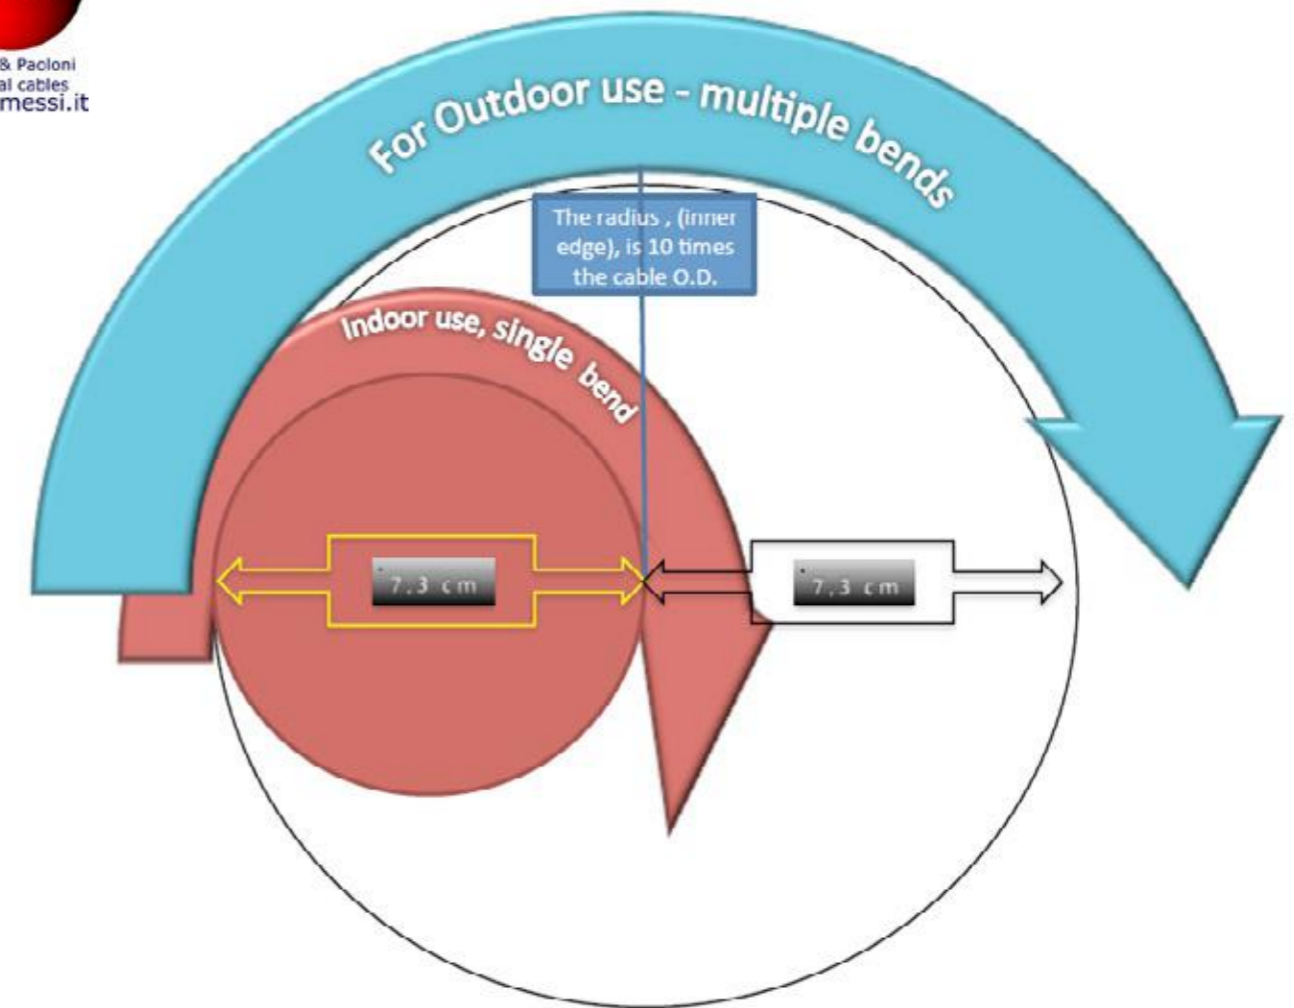 & Paoloni
al cables
messi.it
For Outdoor use - multiple bends
The radius , (inner
edge), is 10 times
the cable O.D.
Indoor use, single bend
7,3 cm
7,3 cm